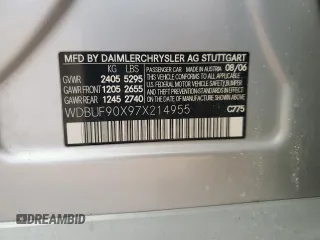 MFD BY DAIMLERCHRYSLER AG STUTTGART
PASSENGER CAR MADE IN AUSTRIA 08/06
KG LBS
GVWR 2405 5295
GAWR FRONT 1205 2655
GAWR REAR 1245 2740
WDBUF90X97X214955 C775
THIS VEHICLE CONFORMS TO ALL APPLICABLE
FEDERAL MOTOR VEHICLE SAFETY, BUMPER
AND THEFT PREVENTION STANDARDS IN EFFECT
ON THE DATE OF MANUFACTURE SHOWN ABOVE
DREAMBID